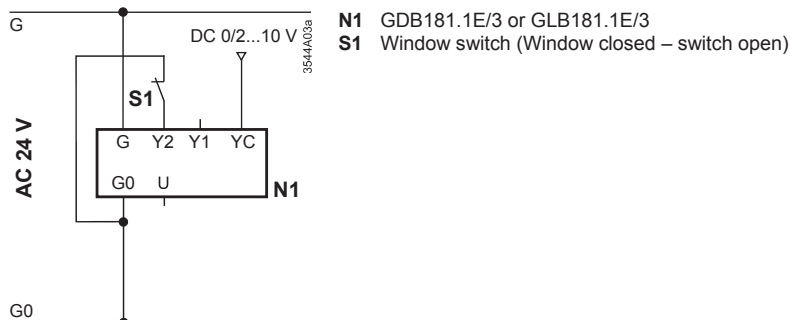 G
DC 0/2...10 V
3544A03a
S1
AC 24 V
G Y2 Y1 YC
G0 U
N1
G0
N1 GDB181.1E/3 or GLB181.1E/3
S1 Window switch (Window closed – switch open)